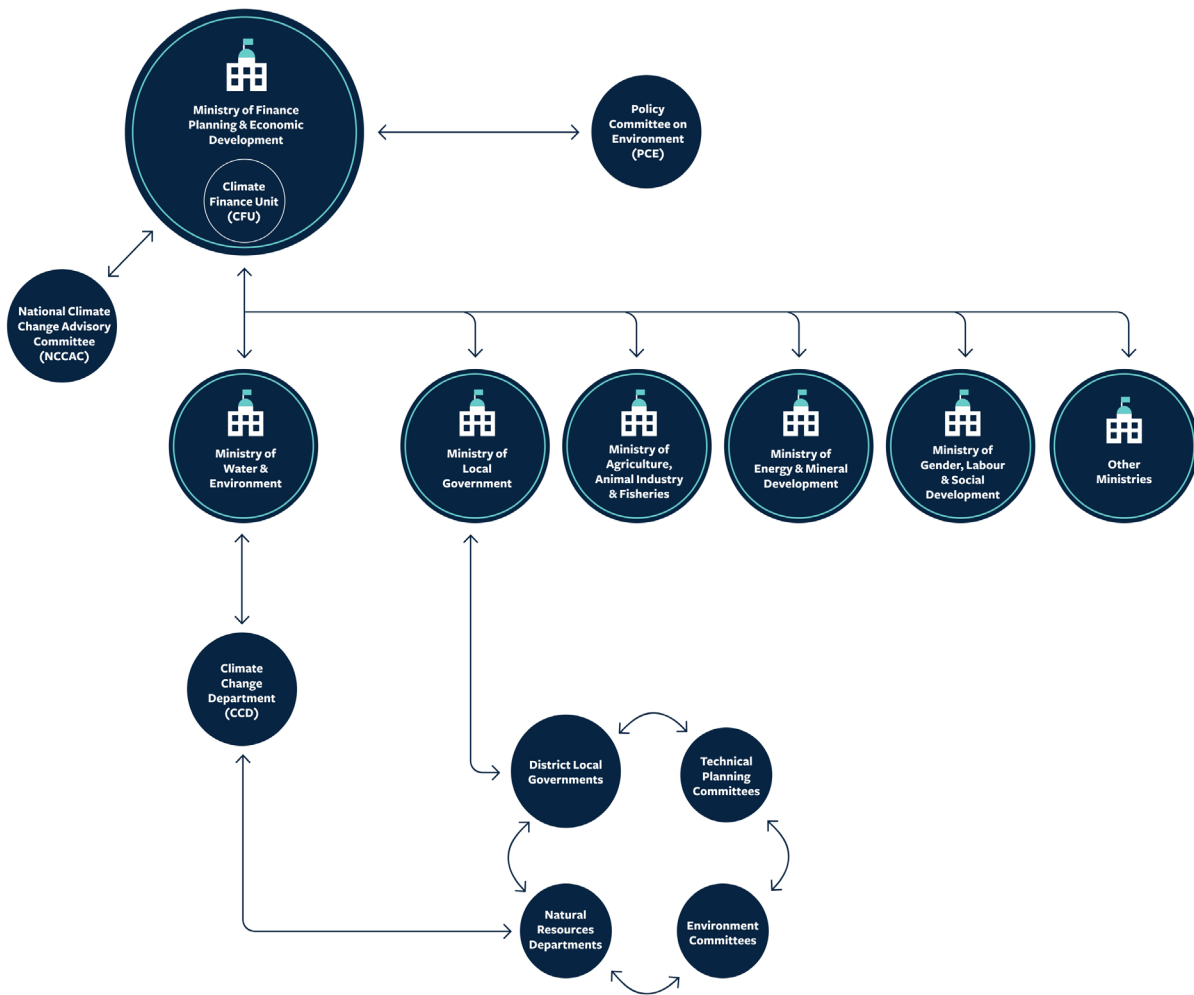 Ministry of Finance
Planning & Economic
Development
Climate
Finance Unit
(CFU)
Policy
Committee on
Environment
(PCE)
National Climate
Change Advisory
Committee
(NCCAC)
Ministry of
Water &
Environment
Ministry of
Local
Government
Ministry of
Agriculture,
Animal Industry
& Fisheries
Ministry of
Energy & Mineral
Development
Ministry of
Gender, Labour
& Social
Development
Other
Ministries
Climate
Change
Department
(CCD)
District Local
Governments
Technical
Planning
Committees
Natural
Resources
Departments
Environment
Committees